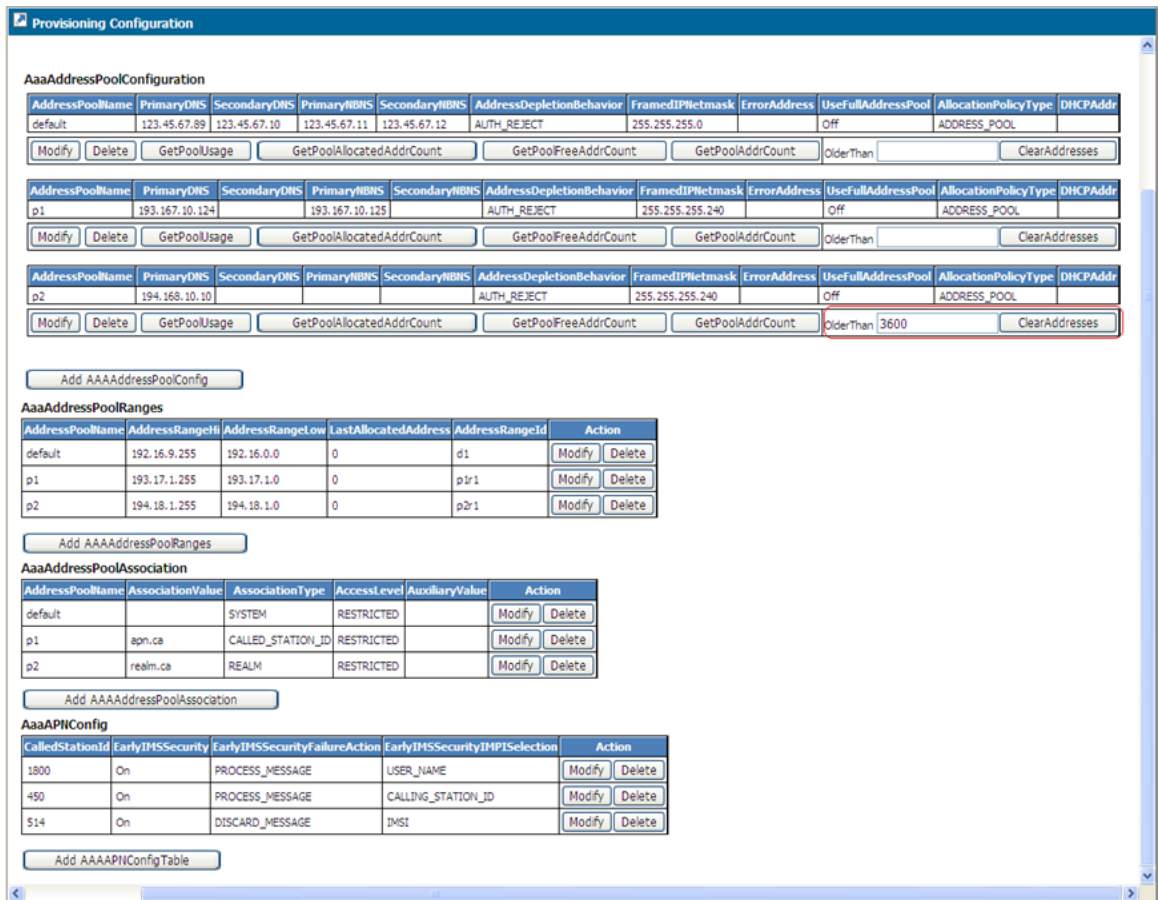 Provisioning Configuration
AaaAddressPoolConfiguration
AddressPoolName PrimaryDNS SecondaryDNS PrimaryNBNS SecondaryNBNS AddressDepletionBehavior FramedIPNetmask ErrorAddress UseFullAddressPool AllocationPolicyType DHCPAddr
default 123.45.67.89 123.45.67.10 123.45.67.11 123.45.67.12 AUTH_REJECT 255.255.255.0 Off ADDRESS_POOL
Modify Delete GetPoolUsage GetPoolAllocatedAddrCount GetPoolFreeAddrCount GetPoolAddrCount OlderThan ClearAddresses
AddressPoolName PrimaryDNS SecondaryDNS PrimaryNBNS SecondaryNBNS AddressDepletionBehavior FramedIPNetmask ErrorAddress UseFullAddressPool AllocationPolicyType DHCPAddr
p1 193.167.10.124 193.167.10.125 AUTH_REJECT 255.255.255.240 Off ADDRESS_POOL
Modify Delete GetPoolUsage GetPoolAllocatedAddrCount GetPoolFreeAddrCount GetPoolAddrCount OlderThan ClearAddresses
AddressPoolName PrimaryDNS SecondaryDNS PrimaryNBNS SecondaryNBNS AddressDepletionBehavior FramedIPNetmask ErrorAddress UseFullAddressPool AllocationPolicyType DHCPAddr
p2 194.168.10.10 AUTH_REJECT 255.255.255.240 Off ADDRESS_POOL
Modify Delete GetPoolUsage GetPoolAllocatedAddrCount GetPoolFreeAddrCount GetPoolAddrCount OlderThan 3600 ClearAddresses
Add AAAAddressPoolConfig
AaaAddressPoolRanges
AddressPoolName AddressRangeHi AddressRangeLow LastAllocatedAddress AddressRangeId Action
default 192.16.9.255 192.16.0.0 0 d1 Modify Delete
p1 193.17.1.255 193.17.1.0 0 p1r1 Modify Delete
p2 194.18.1.255 194.18.1.0 0 p2r1 Modify Delete
Add AAAAddressPoolRanges
AaaAddressPoolAssociation
AddressPoolName AssociationValue AssociationType AccessLevel AuxiliaryValue Action
default SYSTEM RESTRICTED Modify Delete
p1 apn.ca CALLED_STATION_ID RESTRICTED Modify Delete
p2 realm.ca REALM RESTRICTED Modify Delete
Add AAAAddressPoolAssociation
AaaAPNConfig
CalledStationId EarlyIMSSecurity EarlyIMSSecurityFailureAction EarlyIMSSecurityIMPISelection Action
1800 On PROCESS_MESSAGE USER_NAME Modify Delete
450 On PROCESS_MESSAGE CALLING_STATION_ID Modify Delete
514 On DISCARD_MESSAGE IMSI Modify Delete
Add AAAAPNConfigTable